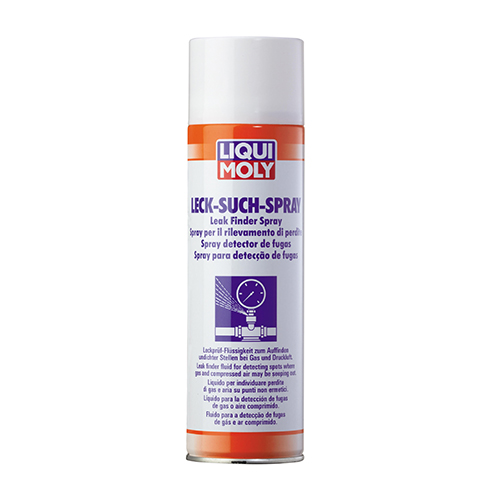 LIQUI
MOLY
LECK-SUCH-SPRAY
Leak Finder Spray
Spray per il rilevamento di perdite
Spray detector de fugas
Spray para detecção de fugas
Leckprüf-Flüssigkeit zum Auffinden
undichter Stellen bei Gas und Druckluft.
Leak finder fluid for detecting spots where
gas and compressed air may be seeping out.
Liquido per individuare perdite
di gas e aria su punti non ermetici.
Líquido para la detección de fugas
de gas o aire comprimido.
Fluido para a detecção de fugas
de gás e ar comprimido.